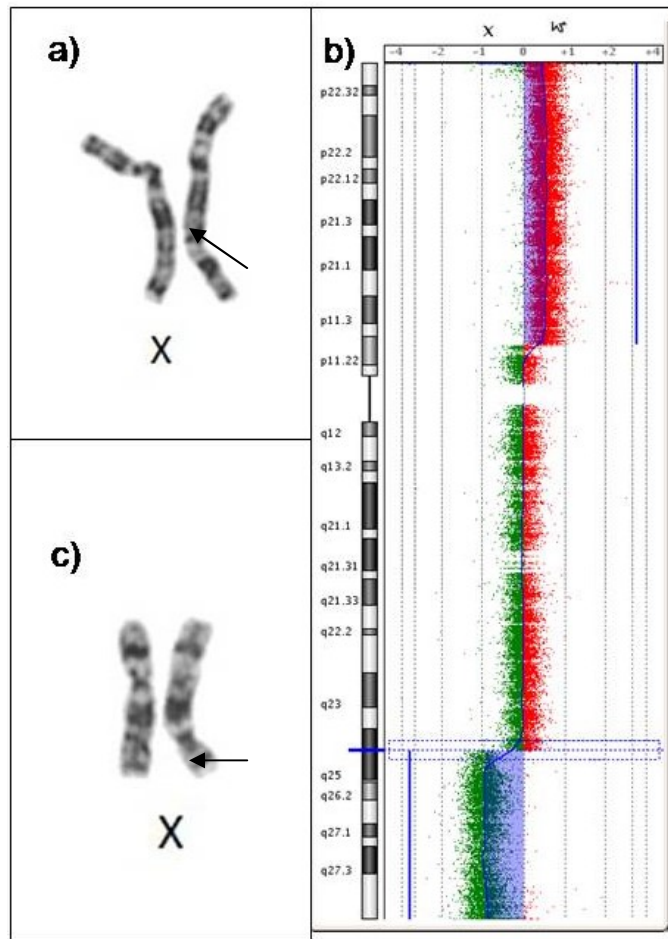 a)
X
c)
X
b)
X
-4 -2 -1 0 +1 +2 +4
p22.32
p22.2
p22.12
p21.3
p21.1
p11.3
p11.22
q12
q13.2
q21.1
q21.31
q21.33
q22.2
q23
q25
q26.2
q27.1
q27.3